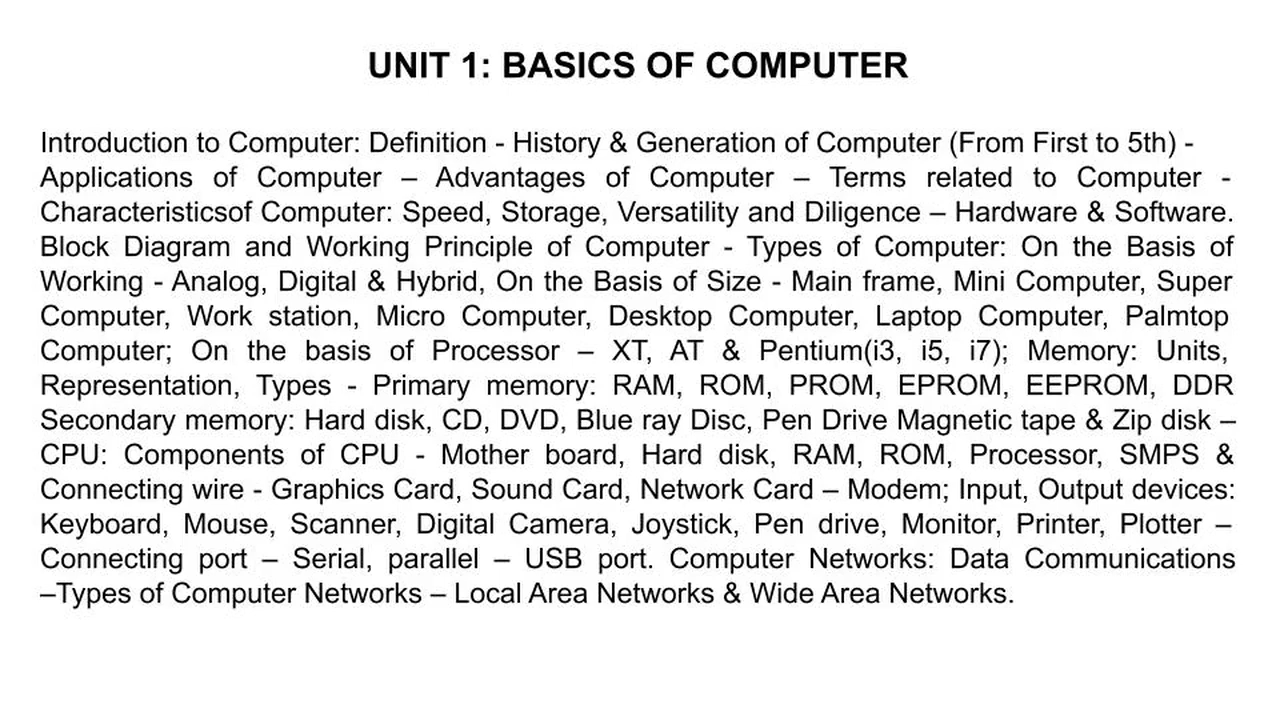 UNIT 1: BASICS OF COMPUTER
Introduction to Computer: Definition - History & Generation of Computer (From First to 5th) -
Applications of Computer – Advantages of Computer – Terms related to Computer -
Characteristicsof Computer: Speed, Storage, Versatility and Diligence – Hardware & Software.
Block Diagram and Working Principle of Computer - Types of Computer: On the Basis of
Working - Analog, Digital & Hybrid, On the Basis of Size - Main frame, Mini Computer, Super
Computer, Work station, Micro Computer, Desktop Computer, Laptop Computer, Palmtop
Computer; On the basis of Processor – XT, AT & Pentium(i3, i5, i7); Memory: Units,
Representation, Types - Primary memory: RAM, ROM, PROM, EPROM, EEPROM, DDR
Secondary memory: Hard disk, CD, DVD, Blue ray Disc, Pen Drive Magnetic tape & Zip disk –
CPU: Components of CPU - Mother board, Hard disk, RAM, ROM, Processor, SMPS &
Connecting wire - Graphics Card, Sound Card, Network Card – Modem; Input, Output devices:
Keyboard, Mouse, Scanner, Digital Camera, Joystick, Pen drive, Monitor, Printer, Plotter –
Connecting port – Serial, parallel – USB port. Computer Networks: Data Communications
–Types of Computer Networks – Local Area Networks & Wide Area Networks.